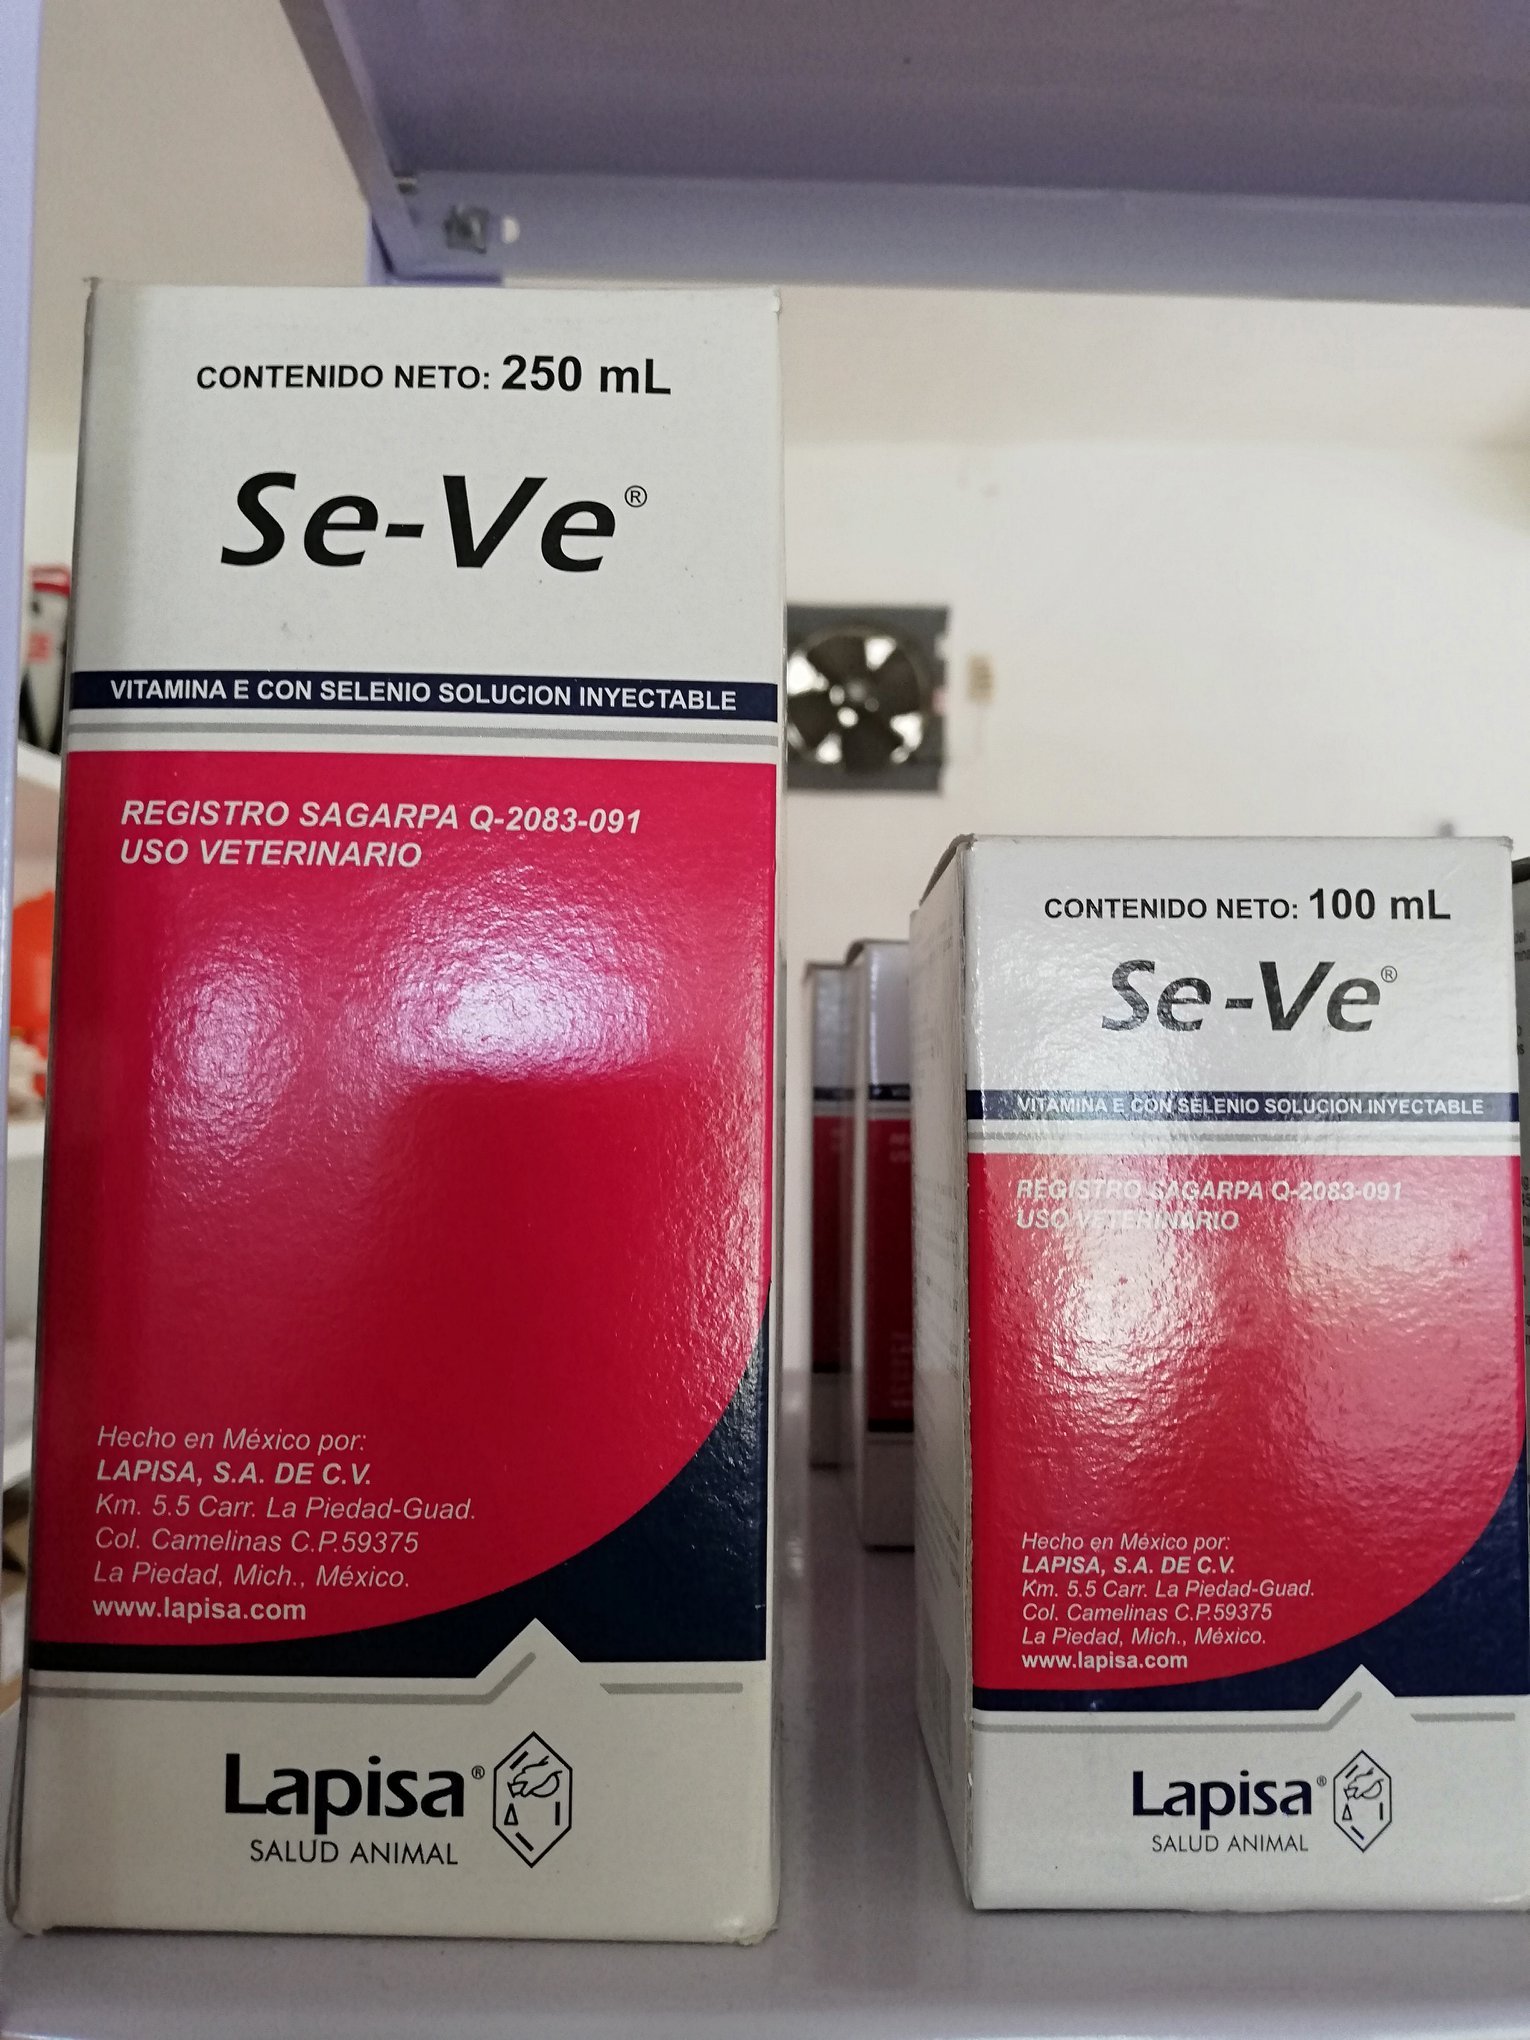 CONTENIDO NETO: 250 mL
Se-Ve®
VITAMINA E CON SELENIO SOLUCION INYECTABLE
REGISTRO SAGARPA Q-2083-091
USO VETERINARIO
Hecho en México por:
LAPISA, S.A. DE C.V.
Km. 5.5 Carr. La Piedad-Guad.
Col. Camelinas C.P.59375
La Piedad, Mich., México.
www.lapisa.com
Lapisa®
SALUD ANIMAL
CONTENIDO NETO: 100 mL
Se-Ve®
VITAMINA E CON SELENIO SOLUCION INYECTABLE
REGISTRO SAGARPA Q-2083-091
USO VETERINARIO
Hecho en México por:
LAPISA, S.A. DE C.V.
Km. 5.5 Carr. La Piedad-Guad.
Col. Camelinas C.P.59375
La Piedad, Mich., México.
www.lapisa.com
Lapisa®
SALUD ANIMAL